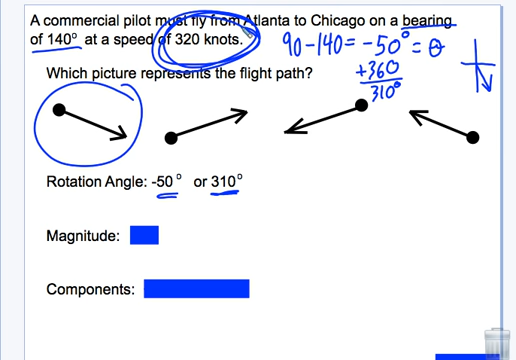 A commercial pilot must fly from Atlanta to Chicago on a bearing
of 140° at a speed of 320 knots.
90-140=-50°=θ
+360
310°
Which picture represents the flight path?
Rotation Angle: -50° or 310°
Magnitude:
Components: